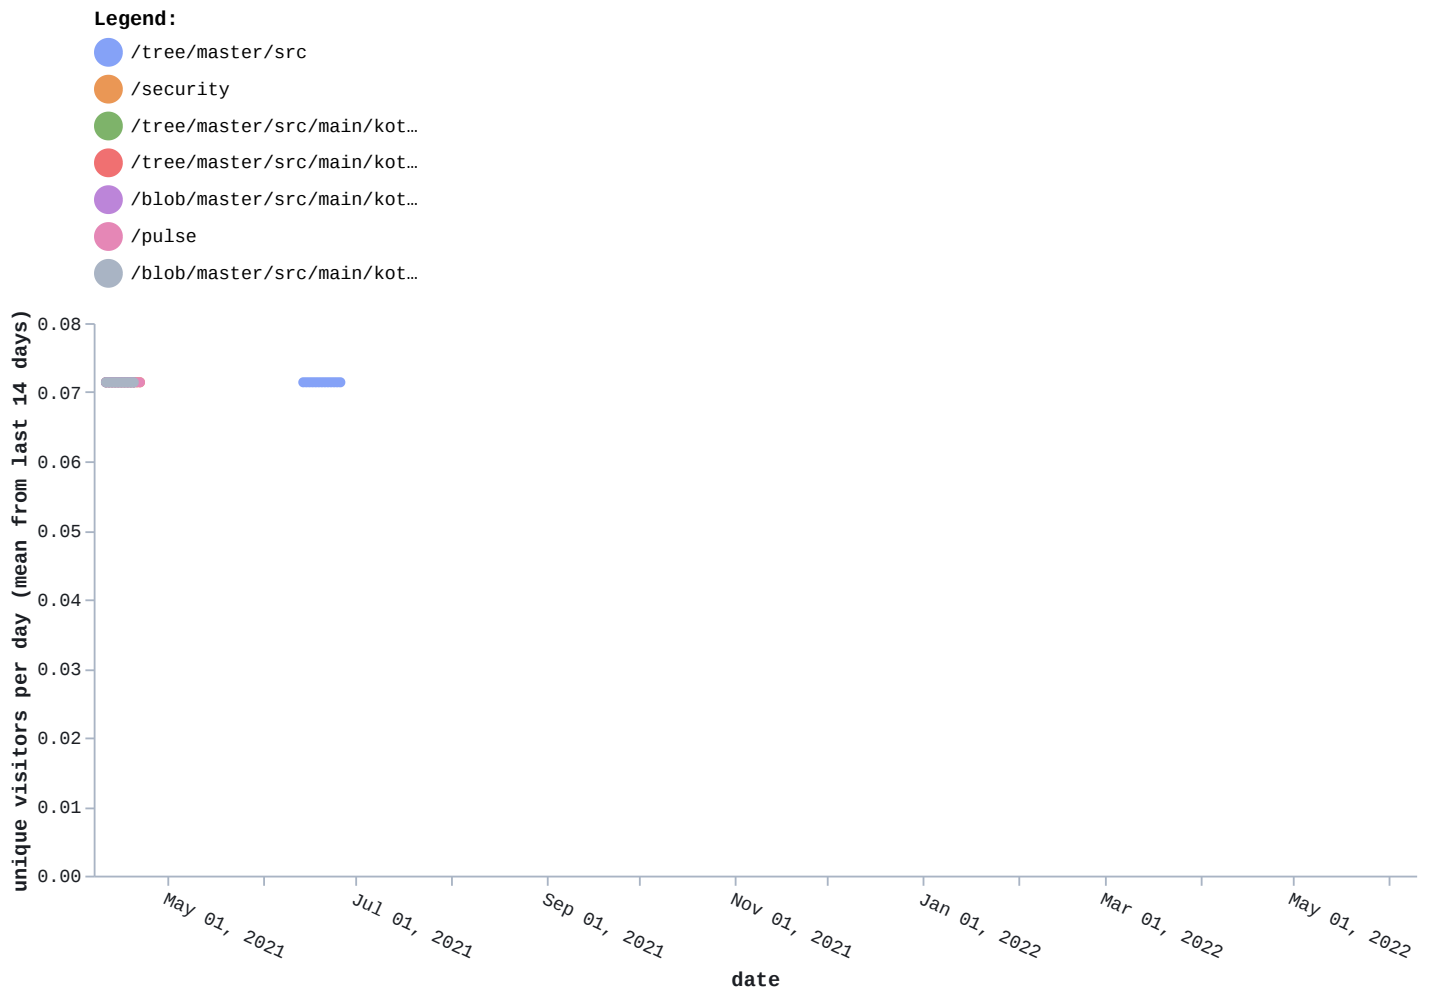 Legend:
/tree/master/src
/security
/tree/master/src/main/kot…
/tree/master/src/main/kot…
/blob/master/src/main/kot…
/pulse
/blob/master/src/main/kot…
unique visitors per day (mean from last 14 days)
0.08
0.07
0.06
0.05
0.04
0.03
0.02
0.01
0.00
May 01, 2021
Jul 01, 2021
Sep 01, 2021
Nov 01, 2021
Jan 01, 2022
Mar 01, 2022
May 01, 2022
date